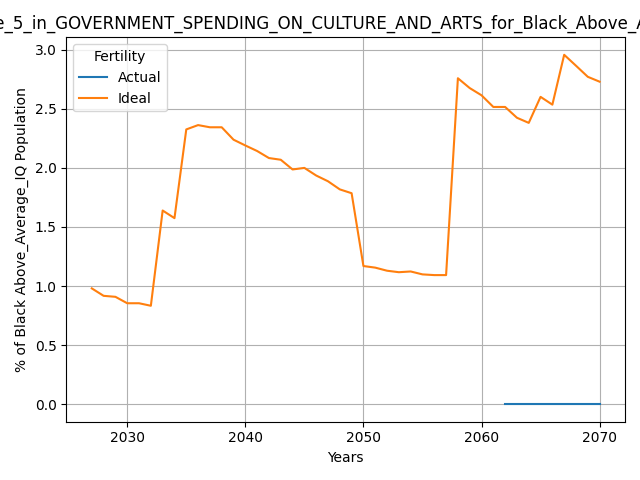 e_5_in_GOVERNMENT_SPENDING_ON_CULTURE_AND_ARTS_for_Black_Above_A
Fertility
Actual
Ideal
3.0
2.5
2.0
1.5
1.0
0.5
0.0
% of Black Above_Average_IQ Population
2030
2040
2050
2060
2070
Years